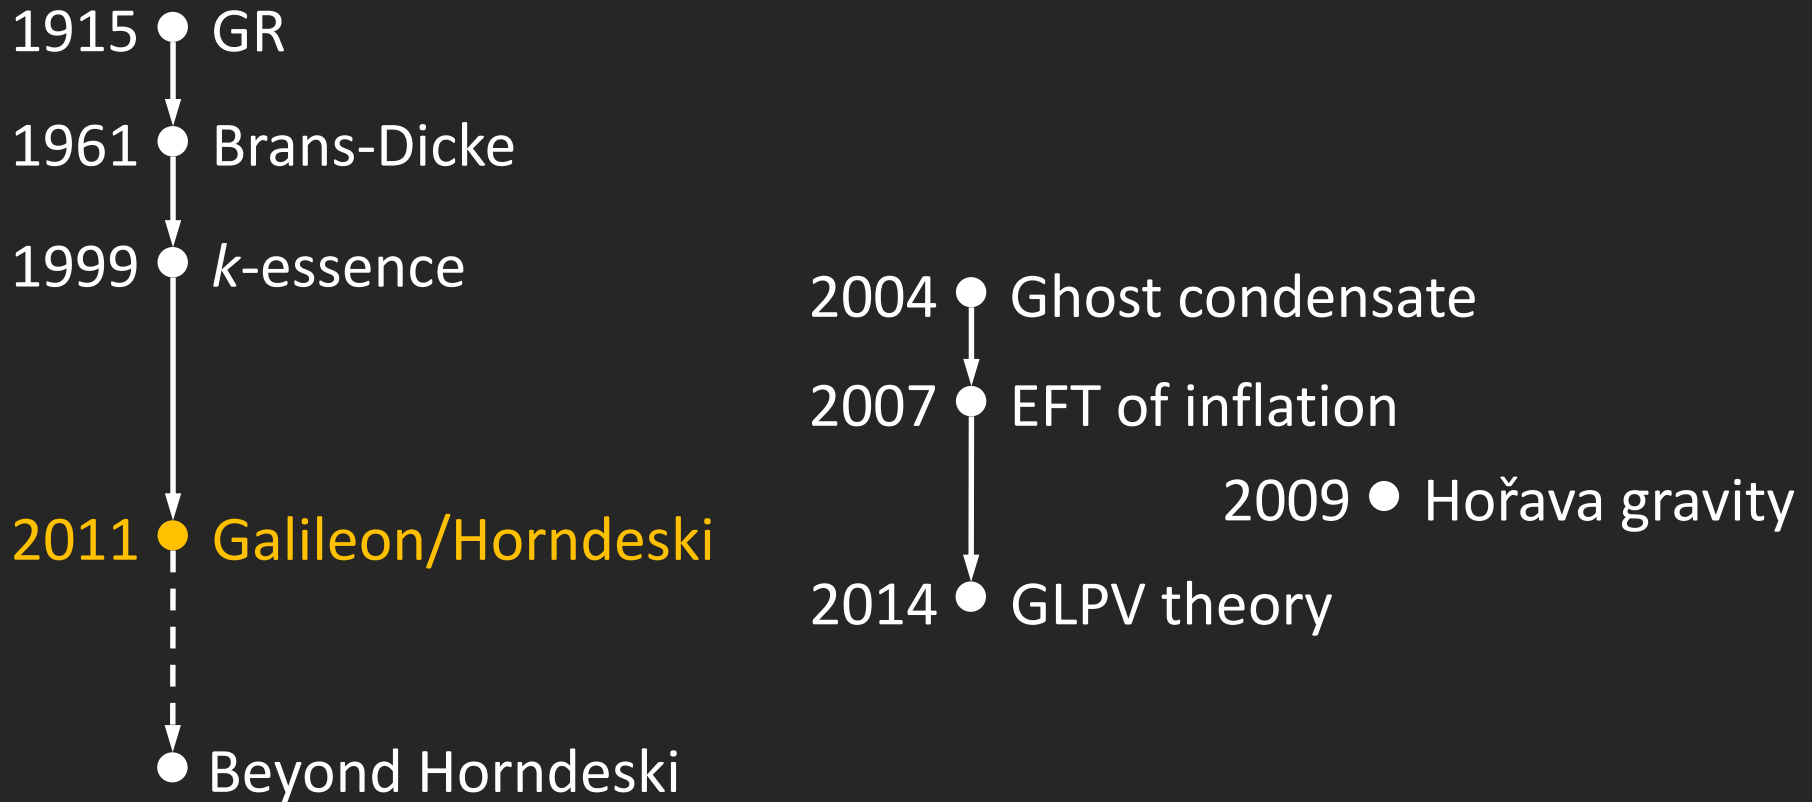 1915 GR
1961 Brans-Dicke
1999 k-essence
2011 Galileon/Horndeski
Beyond Horndeski
2004 Ghost condensate
2007 EFT of inflation
2009 Hořava gravity
2014 GLPV theory